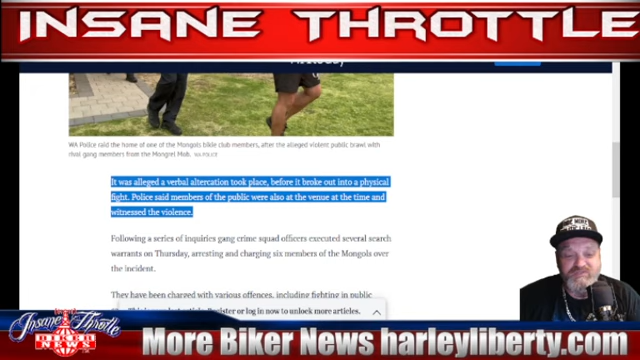 INSANE THROTTLE
WA Police raid the home of one of the Mongols bikie club members, after the alleged violent public brawl with
rival gang members from the Mongrel Mob. WA POLICE
It was alleged a verbal altercation took place, before it broke out into a physical
fight. Police said members of the public were also at the venue at the time and
witnessed the violence.
Following a series of inquiries gang crime squad officers executed several search
warrants on Thursday, arresting and charging six members of the Mongols over
the incident.
They have been charged with various offences, including fighting in public
or log in now to unlock more articles.
Insane Throttle
BIKER
NEWS
More Biker News harleyliberty.com